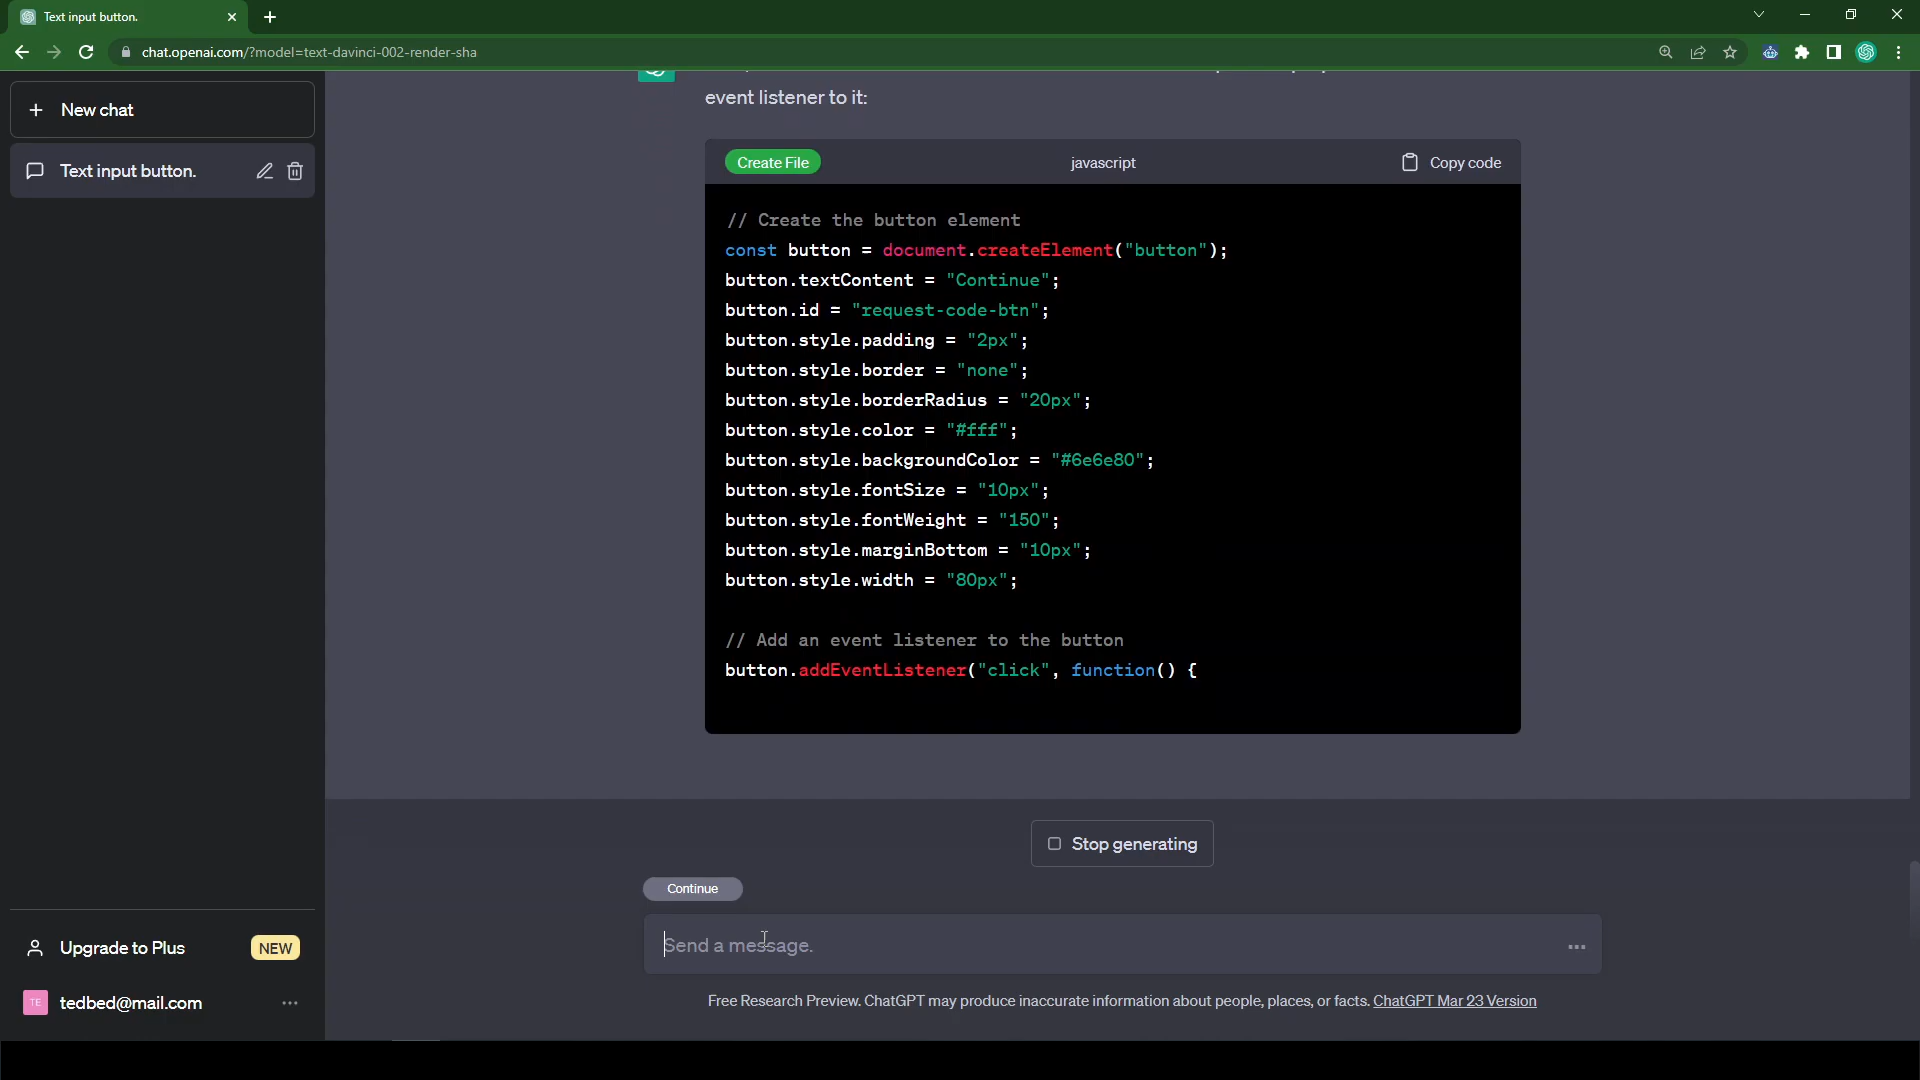 Text input button.
chat.openai.com/?model=text-davinci-002-render-sha
New chat
Text input button.
event listener to it:
Create File
javascript
Copy code
// Create the button element
const button = document.createElement("button");
button.textContent = "Continue";
button.id = "request-code-btn";
button.style.padding = "2px";
button.style.border = "none";
button.style.borderRadius = "20px";
button.style.color = "#fff";
button.style.backgroundColor = "#6e6e80";
button.style.fontSize = "10px";
button.style.fontWeight = "150";
button.style.marginBottom = "10px";
button.style.width = "80px";
// Add an event listener to the button
button.addEventListener("click", function() {
Stop generating
Continue
Send a message.
Free Research Preview. ChatGPT may produce inaccurate information about people, places, or facts. ChatGPT Mar 23 Version
Upgrade to Plus
NEW
TE
tedbed@mail.com